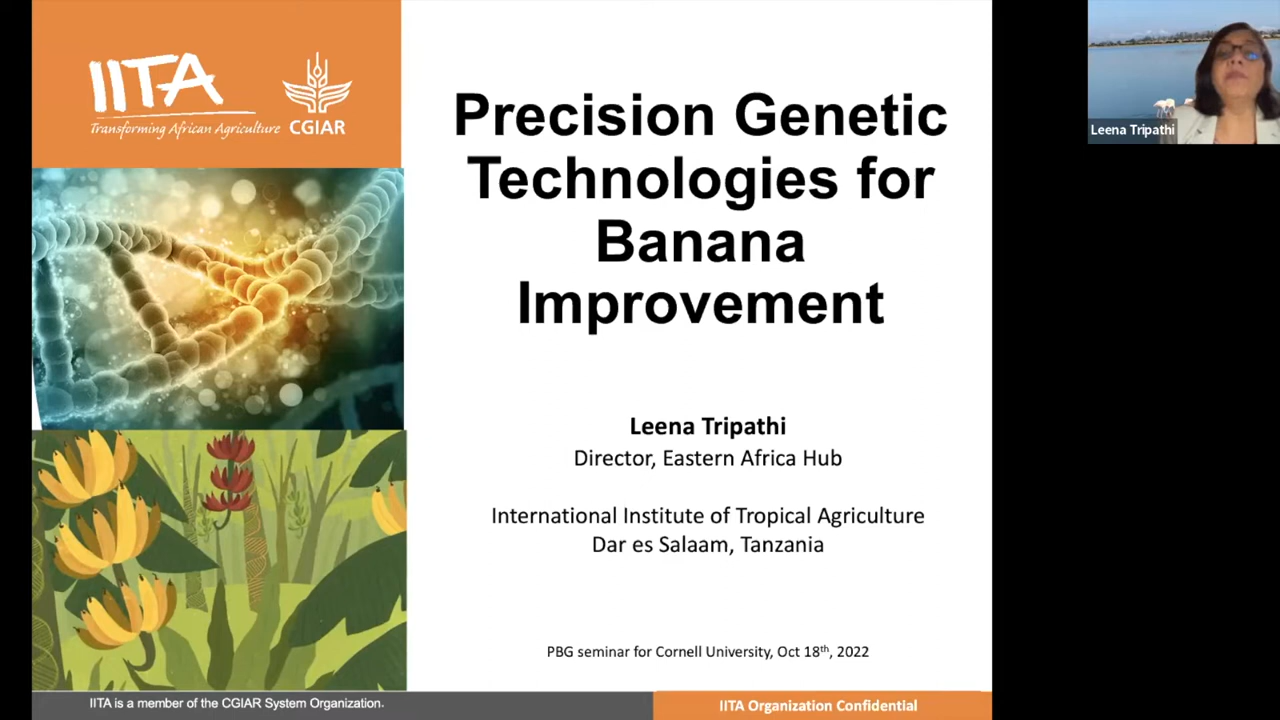 IITA
Transforming African Agriculture
CGIAR
Precision Genetic
Technologies for
Banana
Improvement
Leena Tripathi
Director, Eastern Africa Hub
International Institute of Tropical Agriculture
Dar es Salaam, Tanzania
PBG seminar for Cornell University, Oct 18th, 2022
IITA is a member of the CGIAR System Organization.
IITA Organization Confidential
Leena Tripathi